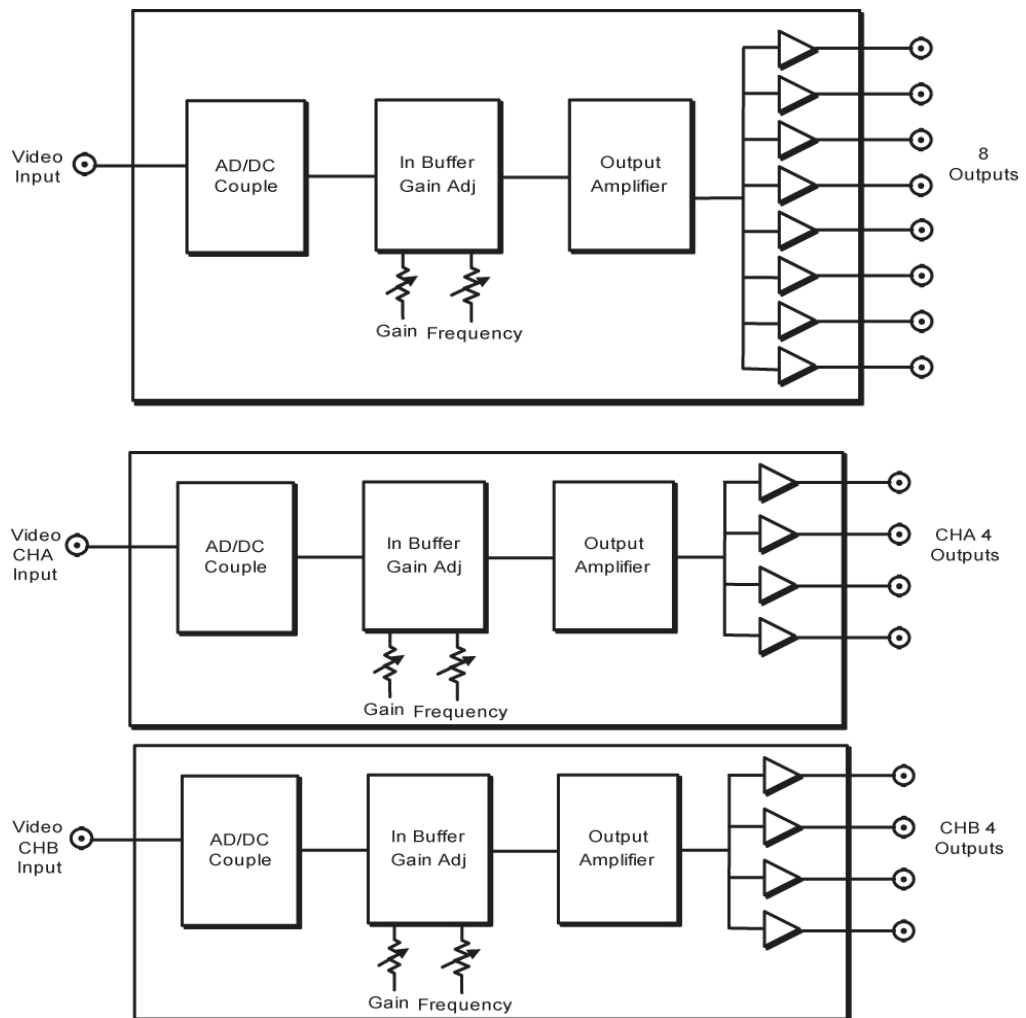 Video
Input
AD/DC
Couple
In Buffer
Gain Adj
Output
Amplifier
8
Outputs
Gain
Frequency
Video
CHA
Input
AD/DC
Couple
In Buffer
Gain Adj
Output
Amplifier
CHA 4
Outputs
Gain
Frequency
Video
CHB
Input
AD/DC
Couple
In Buffer
Gain Adj
Output
Amplifier
CHB 4
Outputs
Gain
Frequency